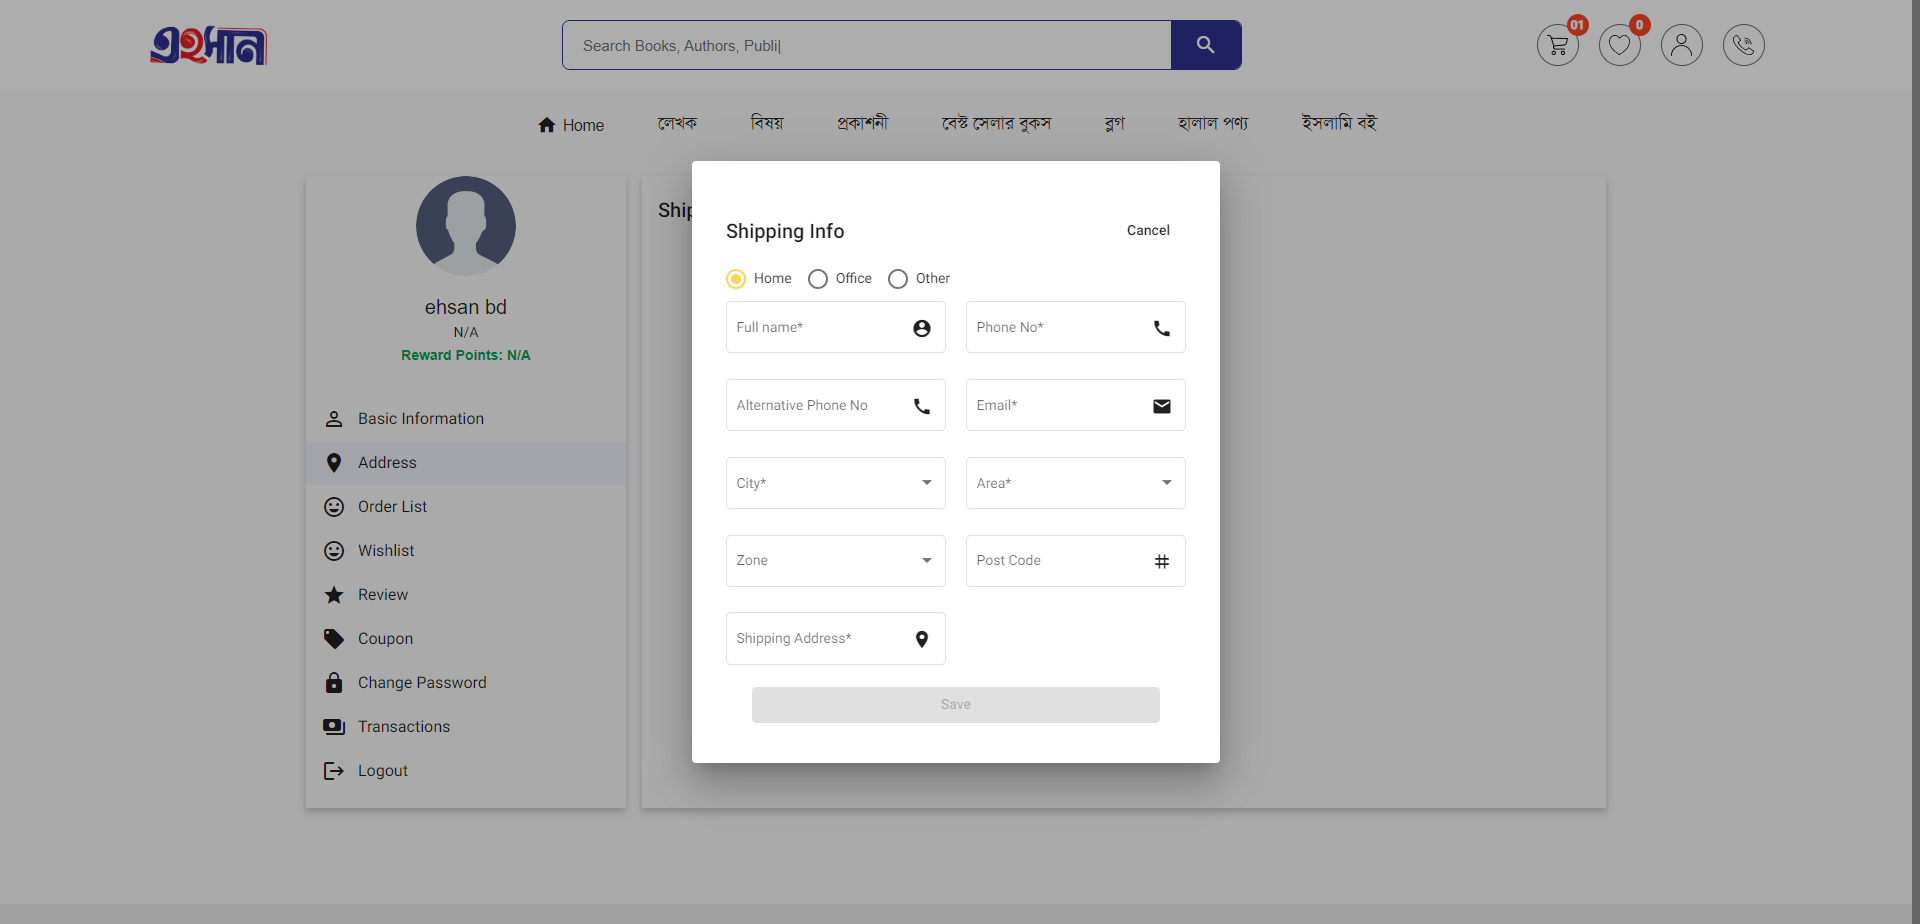 এহসান
Search Books, Authors, Publi|
01
0
Home
লেখক
বিষয়
প্রকাশনী
বেস্ট সেলার বুকস
ব্লগ
হালাল পণ্য
ইসলামি বই
ehsan bd
N/A
Reward Points: N/A
Basic Information
Address
Order List
Wishlist
Review
Coupon
Change Password
Transactions
Logout
Ship
Shipping Info
Cancel
Home
Office
Other
Full name*
Phone No*
Alternative Phone No
Email*
City*
Area*
Zone
Post Code
Shipping Address*
Save